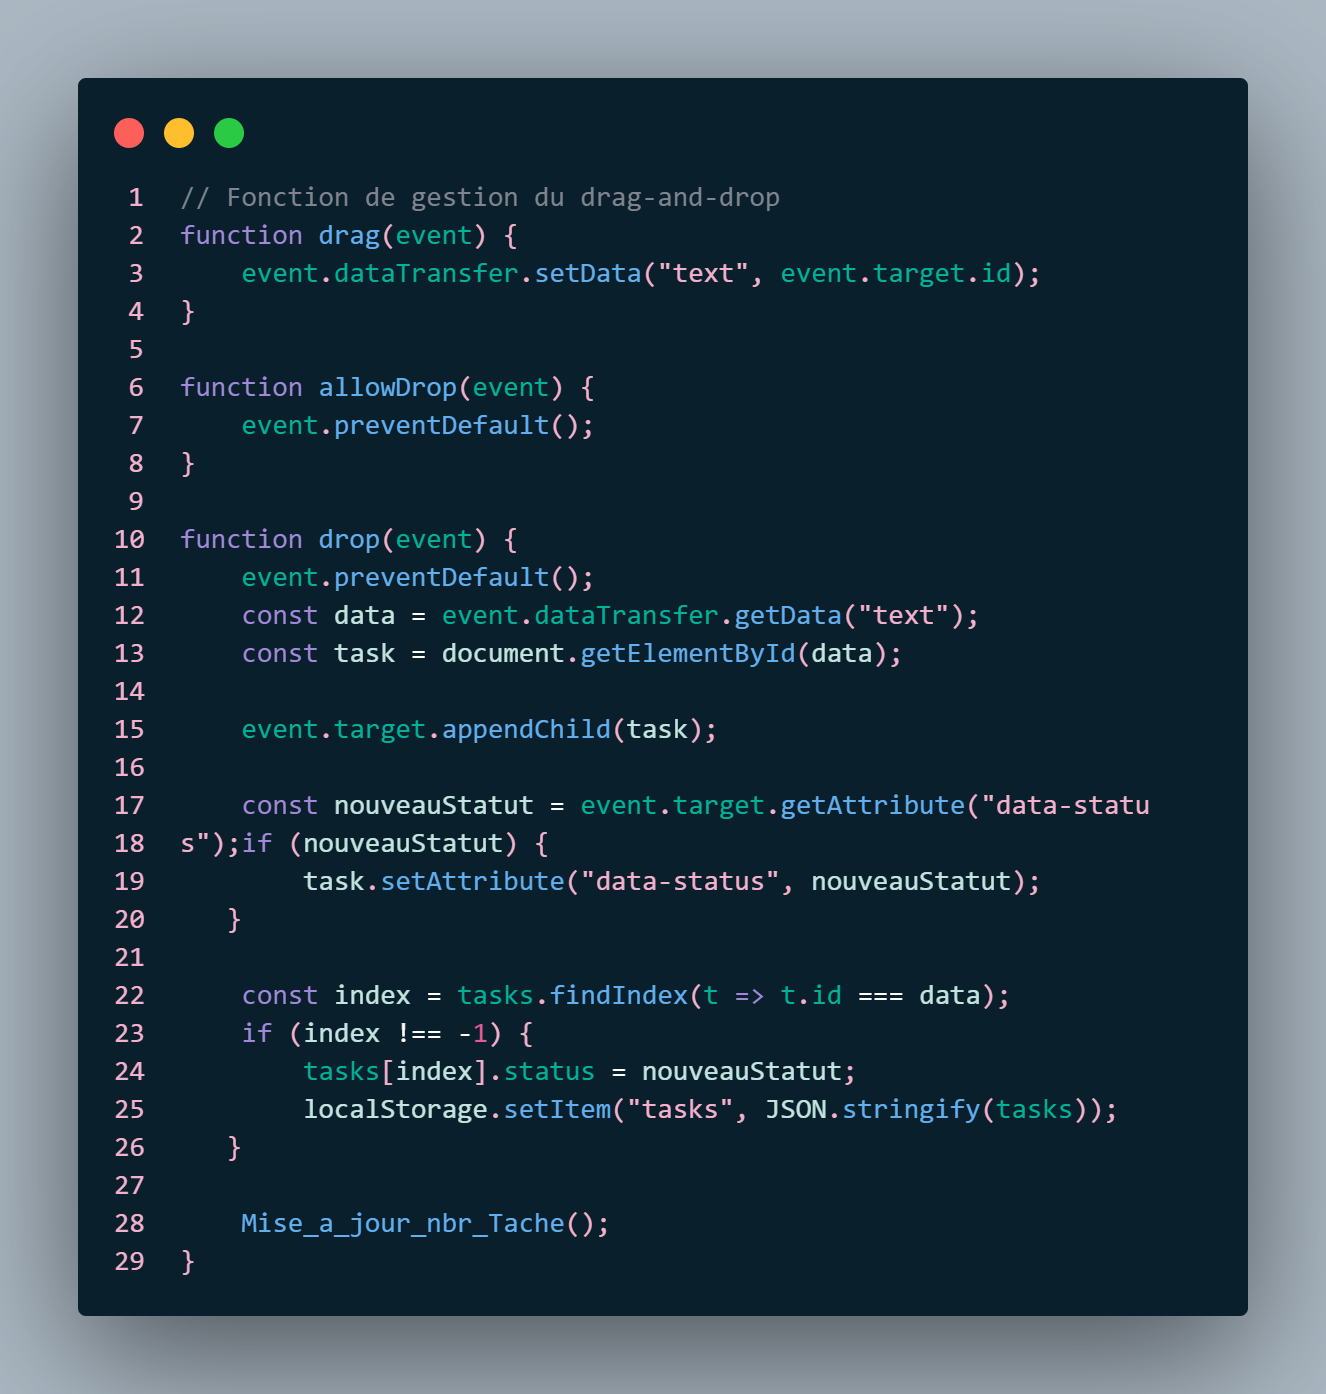 1 // Fonction de gestion du drag-and-drop
2 function drag(event) {
3     event.dataTransfer.setData("text", event.target.id);
4 }
5
6 function allowDrop(event) {
7     event.preventDefault();
8 }
9
10 function drop(event) {
11     event.preventDefault();
12     const data = event.dataTransfer.getData("text");
13     const task = document.getElementById(data);
14
15     event.target.appendChild(task);
16
17     const nouveauStatut = event.target.getAttribute("data-statu
18 s");if (nouveauStatut) {
19         task.setAttribute("data-status", nouveauStatut);
20    }
21
22     const index = tasks.findIndex(t => t.id === data);
23     if (index !== -1) {
24         tasks[index].status = nouveauStatut;
25         localStorage.setItem("tasks", JSON.stringify(tasks));
26    }
27
28     Mise_a_jour_nbr_Tache();
29 }